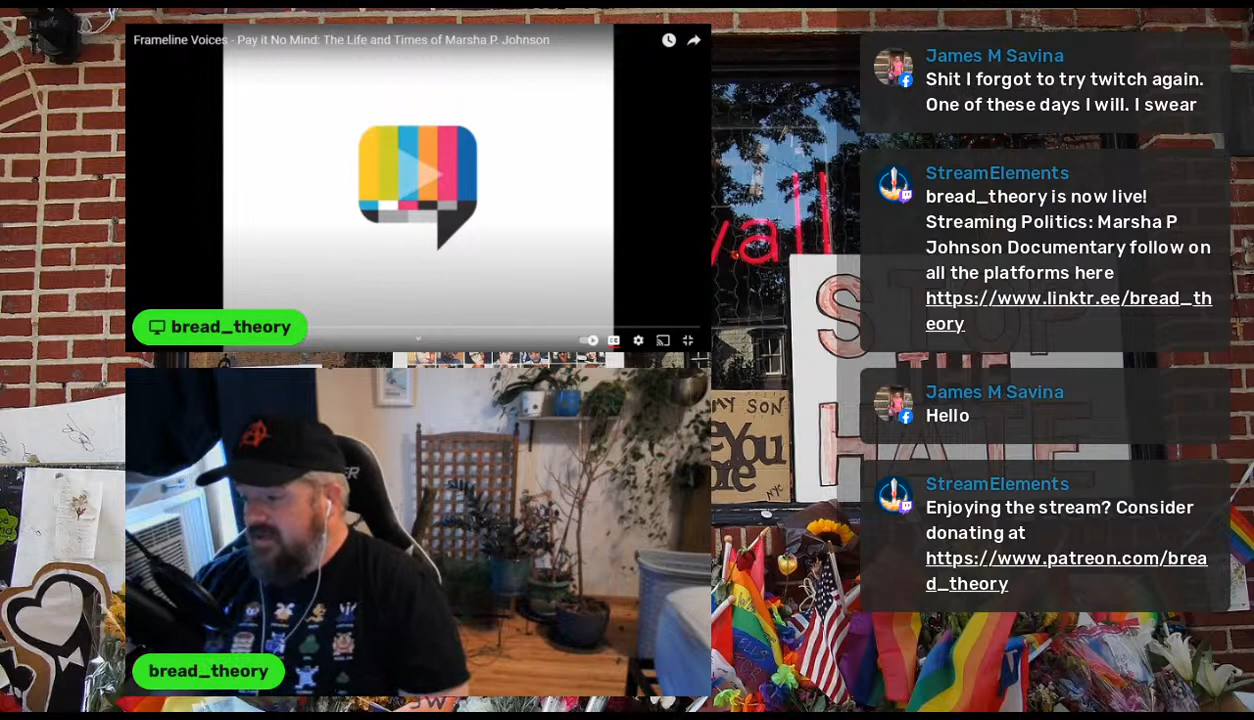 Frameline Voices - Pay it No Mind: The Life and Times of Marsha P. Johnson
bread_theory
bread_theory
James M Savina
Shit I forgot to try twitch again.
One of these days I will. I swear
StreamElements
bread_theory is now live!
Streaming Politics: Marsha P
Johnson Documentary follow on
all the platforms here
https://www.linktr.ee/bread_th
eory
James M Savina
Hello
StreamElements
Enjoying the stream? Consider
donating at
https://www.patreon.com/brea
d_theory
STOP
THE
HATE
MY SON
NYC